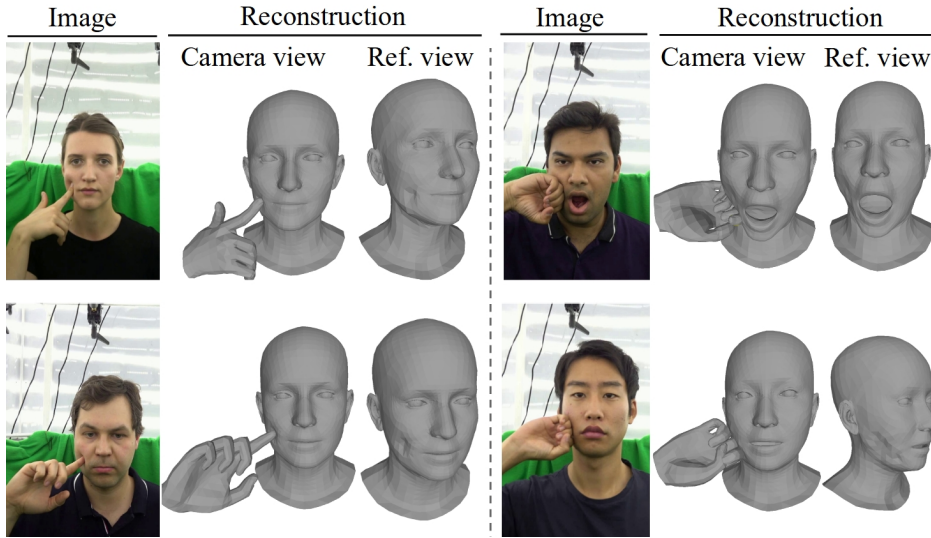 Image
Reconstruction
Camera view
Ref. view
Image
Reconstruction
Camera view
Ref. view